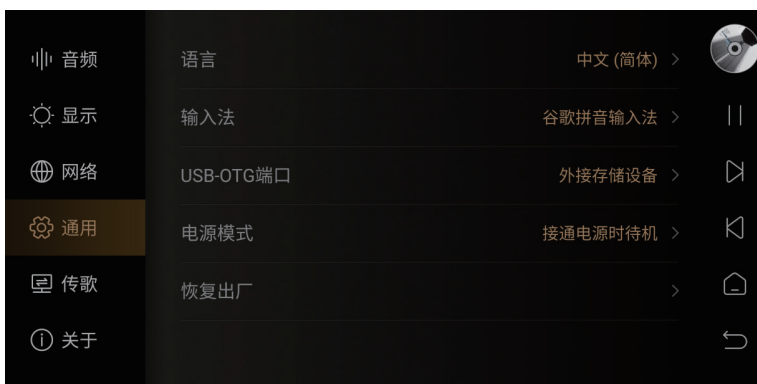 音频
显示
网络
通用
传歌
关于
语言 中文 (简体)
输入法 谷歌拼音输入法
USB-OTG端口 外接存储设备
电源模式 接通电源时待机
恢复出厂